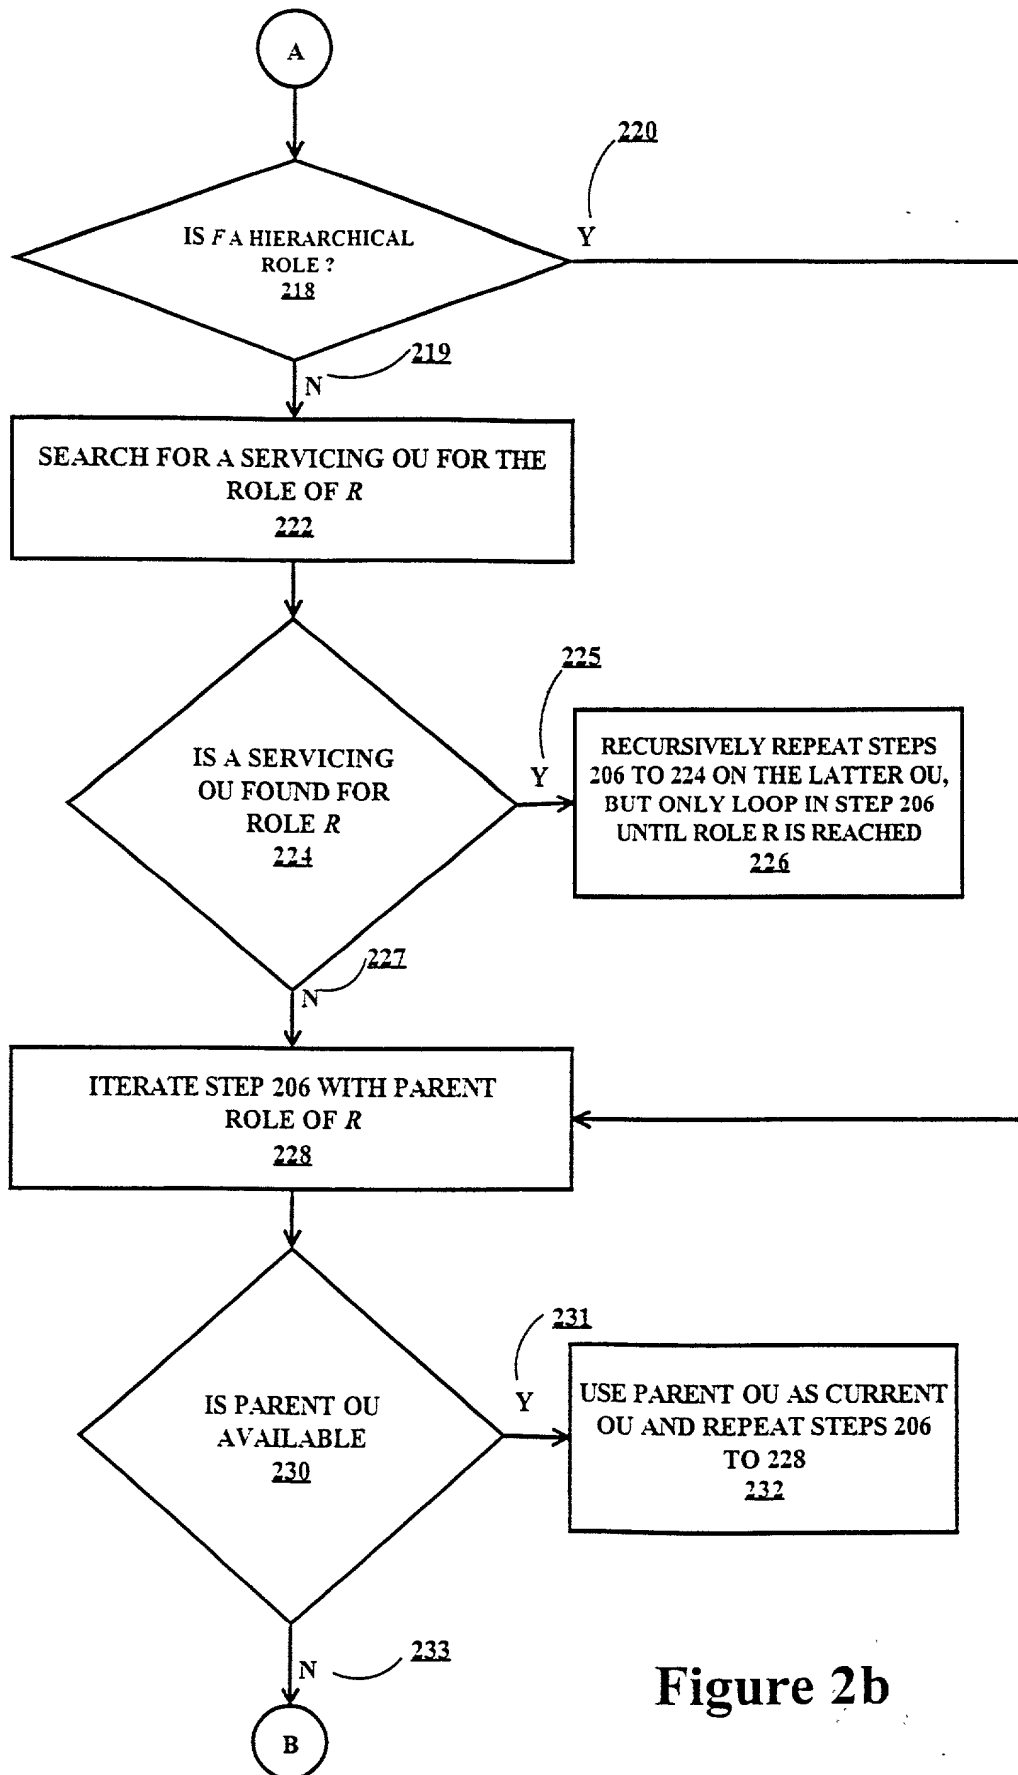 A
220
IS F A HIERARCHICAL
ROLE ?
218
Y
219
N
SEARCH FOR A SERVICING OU FOR THE
ROLE OF R
222
225
IS A SERVICING
OU FOUND FOR
ROLE R
224
Y
RECURSIVELY REPEAT STEPS
206 TO 224 ON THE LATTER OU,
BUT ONLY LOOP IN STEP 206
UNTIL ROLE R IS REACHED
226
227
N
ITERATE STEP 206 WITH PARENT
ROLE OF R
228
231
IS PARENT OU
AVAILABLE
230
Y
USE PARENT OU AS CURRENT
OU AND REPEAT STEPS 206
TO 228
232
233
N
Figure 2b
B